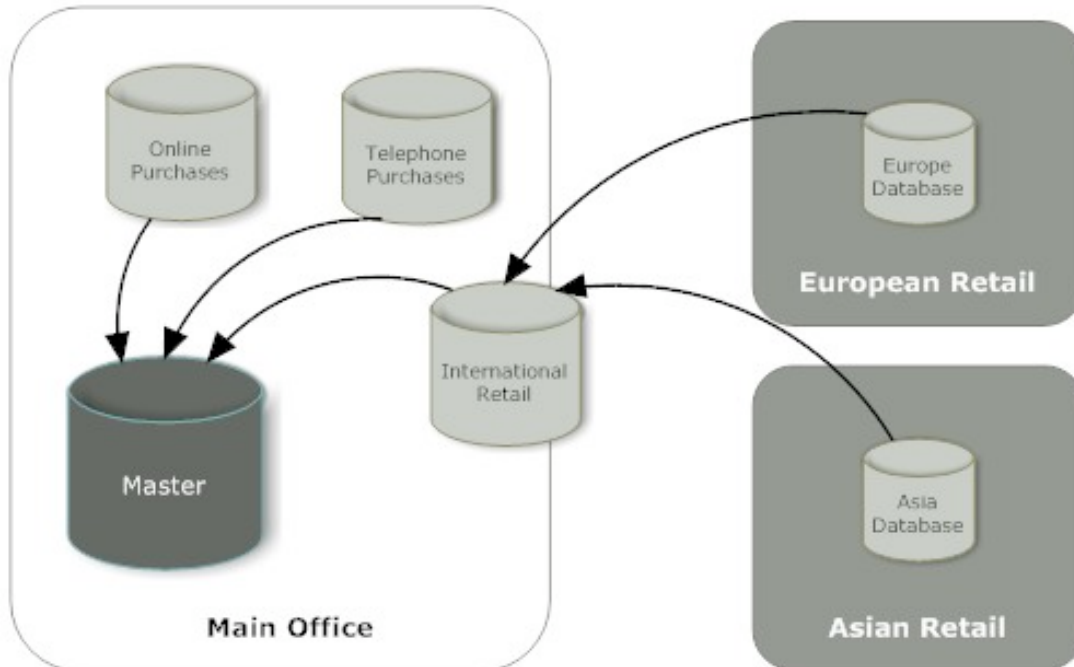 Online
Purchases
Telephone
Purchases
Europe
Database
European Retail
International
Retail
Master
Asia
Database
Main Office
Asian Retail